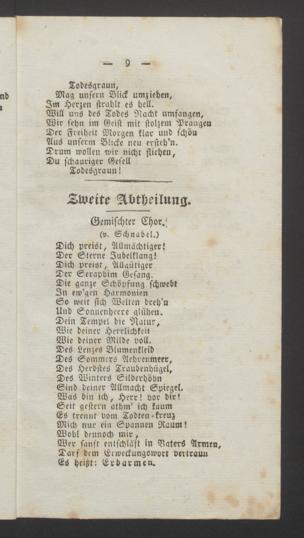 — 9 —
Todesgraun,
Mag unsern Blick umziehen,
Im Herzen strahlt es hell.
Will uns des Todes Nacht umfangen,
Wir sehn im Geist mit stolzem Prangen
Der Freiheit Morgen klar und schön
Aus unserm Blicke neu ersteh'n.
Drum wollen wir nicht fliehen,
Du schauriger Gesell
Todesgraun!
Zweite Abtheilung.
Gemischter Chor.
(v. Schnabel.)
Dich preist, Allmächtiger!
Der Sterne Jubelklang!
Dich preist, Allgütiger
Der Seraphim Gesang.
Die ganze Schöpfung schwebt
In ew'gen Harmonien
So weit sich Welten dreh'n
Und Sonnenheere glühen.
Dein Tempel die Natur,
Wie deiner Herrlichkeit
Wie deiner Milde voll.
Des Lenzes Blumenkleid
Des Sommers Aehrenmeer,
Des Herbstes Traubenhügel,
Des Winters Silberhöhn
Sind deiner Allmacht Spiegel.
Was bin ich, Herr! vor dir!
Seit gestern athm' ich kaum
Es trennt vom Todten-kreuz
Mich nur ein Spannen Raum!
Wohl dennoch mir,
Wer sanft entschläft in Vaters Armen,
Darf dem Erweckungswort vertraun
Es heißt: Erbarmen.